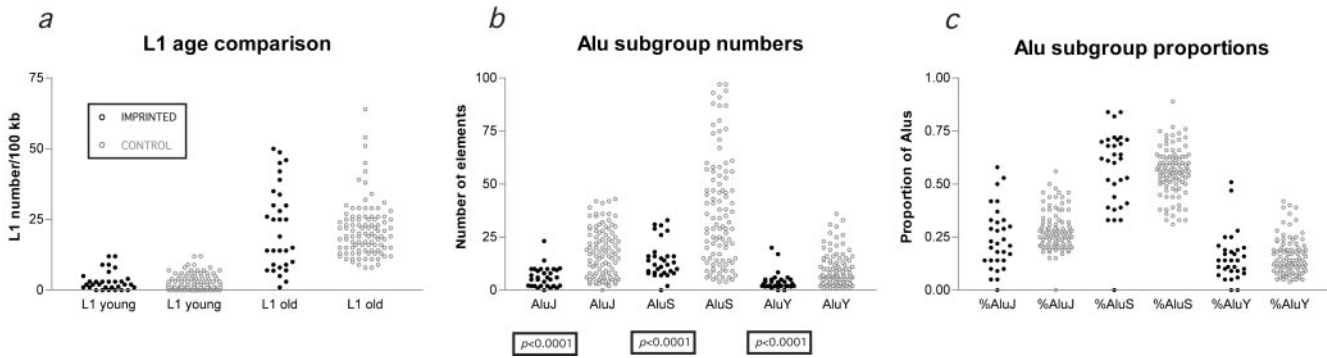 a
L1 age comparison
L1 number/100 kb
75
50
25
0
IMPRINTED
CONTROL
L1 young L1 young L1 old L1 old
b
Alu subgroup numbers
Number of elements
100
75
50
25
0
AluJ AluJ AluS AluS AluY AluY
p<0.0001 p<0.0001 p<0.0001
c
Alu subgroup proportions
Proportion of Alus
1.00
0.75
0.50
0.25
0.00
%AluJ %AluJ %AluS %AluS %AluY %AluY